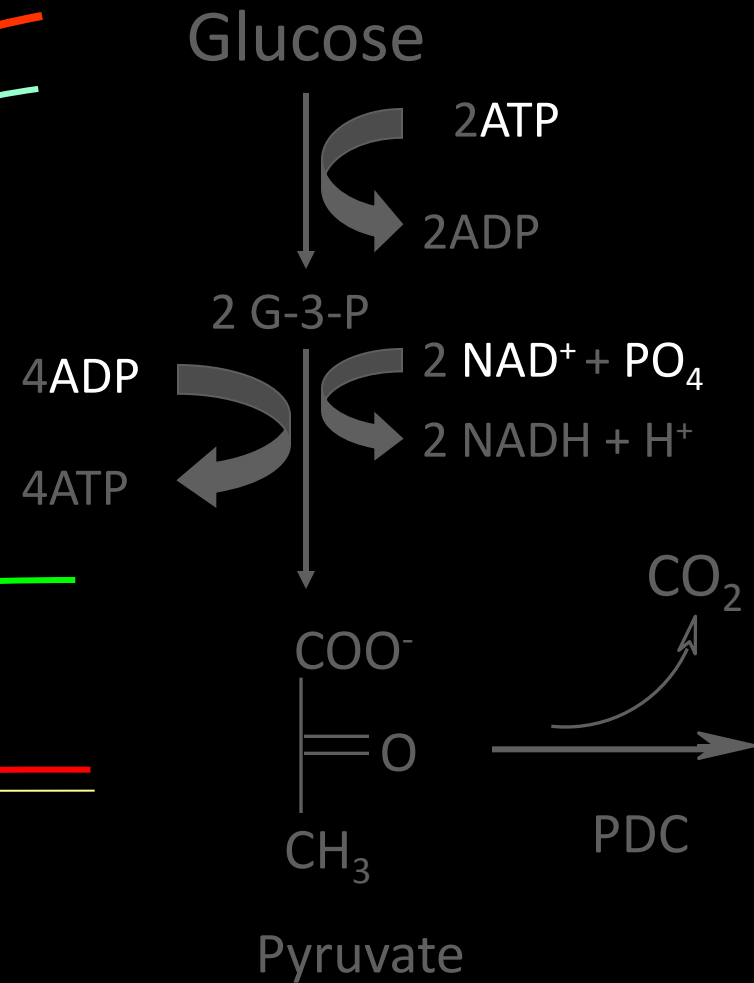 Glucose
2ATP
2ADP
2 G-3-P
4ADP
2 NAD⁺ + PO₄
2 NADH + H⁺
4ATP
CO₂
COO⁻
O
CH₃
PDC
Pyruvate